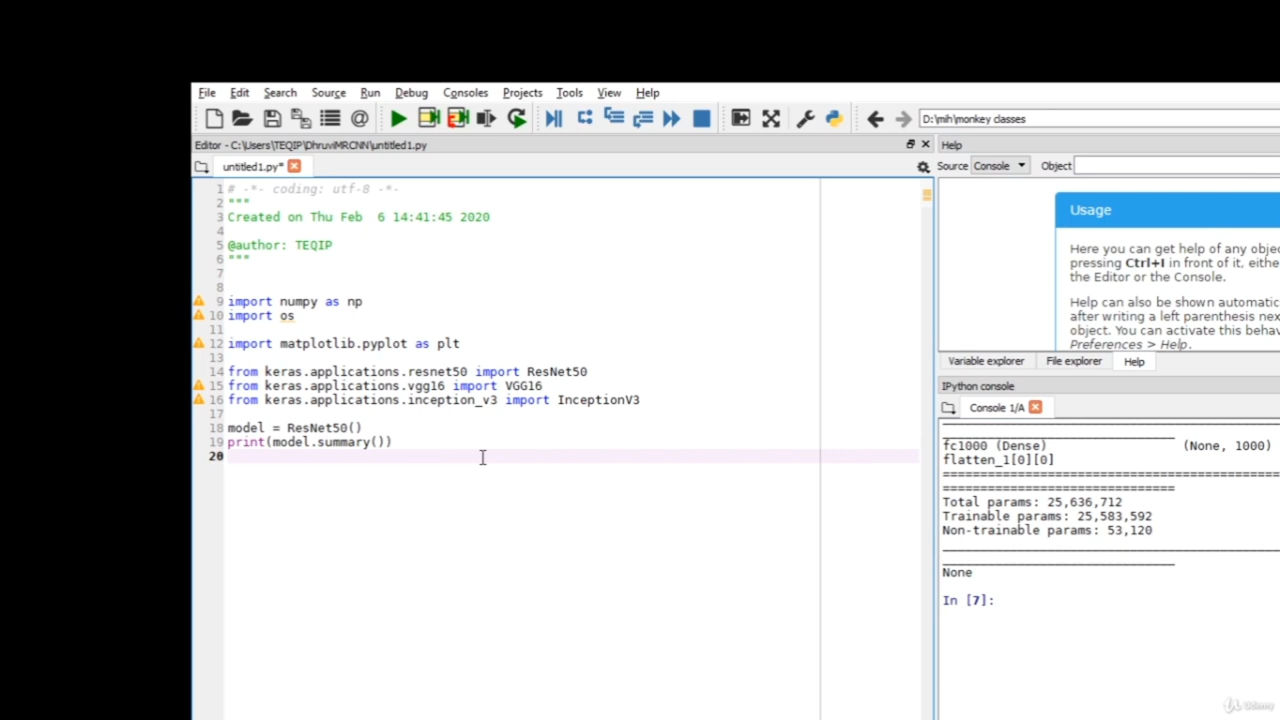 File Edit Search Source Run Debug Consoles Projects Tools View Help
D:\mih\monkey classes
Editor - C:\Users\TEQIP\DhruviMRCNN\untitled1.py
untitled1.py*
1 # -*- coding: utf-8 -*-
2 """
3 Created on Thu Feb  6 14:41:45 2020
4
5 @author: TEQIP
6 """
7
8
9 import numpy as np
10 import os
11
12 import matplotlib.pyplot as plt
13
14 from keras.applications.resnet50 import ResNet50
15 from keras.applications.vgg16 import VGG16
16 from keras.applications.inception_v3 import InceptionV3
17
18 model = ResNet50()
19 print(model.summary())
20
Help
Source Console Object
Usage
Here you can get help of any obje
pressing Ctrl+I in front of it, eithe
the Editor or the Console.
Help can also be shown automatic
after writing a left parenthesis nex
object. You can activate this behav
Preferences > Help.
Variable explorer File explorer Help
IPython console
Console 1/A
fc1000 (Dense) (None, 1000)
flatten_1[0][0]
Total params: 25,636,712
Trainable params: 25,583,592
Non-trainable params: 53,120
None
In [7]:
Udemy